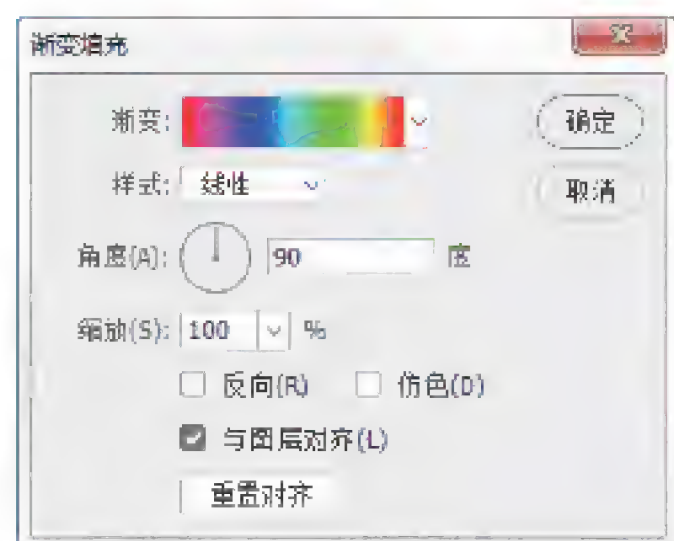 渐变填充
渐变: 确定
样式: 线性 取消
角度(A): 90 度
缩放(S): 100 %
反向(R) 仿色(D)
与图层对齐(L)
重置对齐